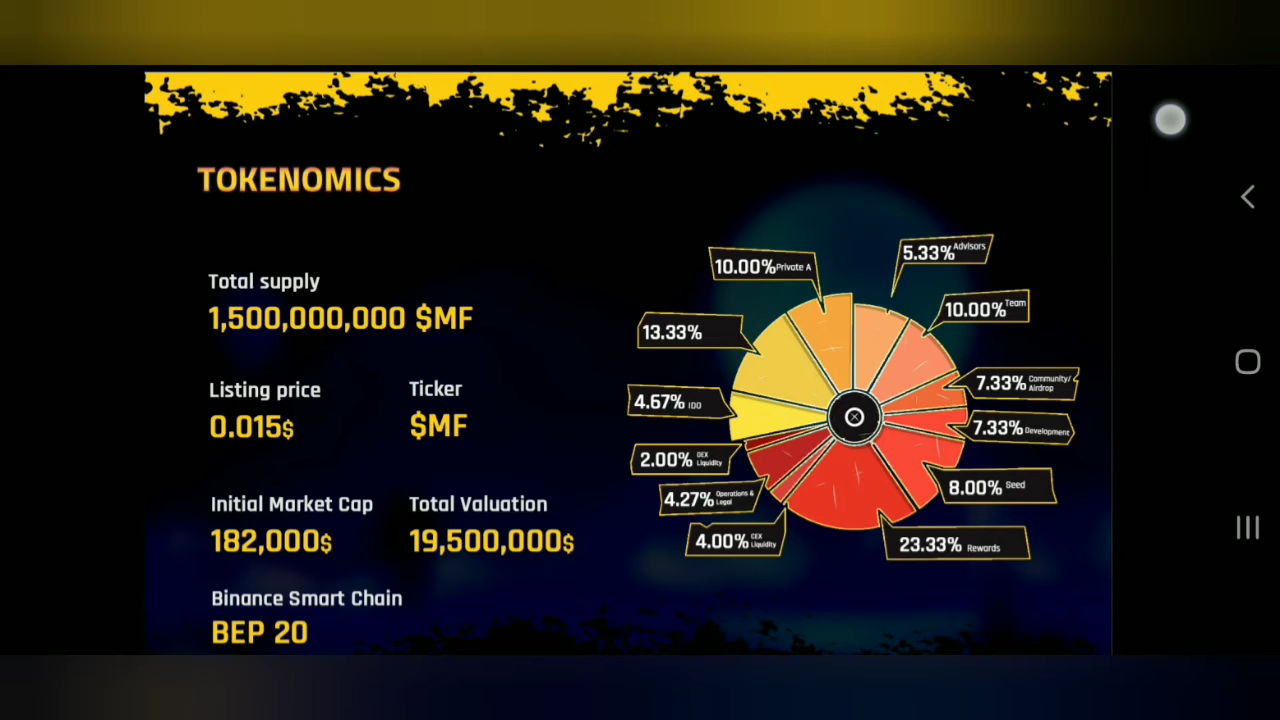 TOKENOMICS
Total supply
1,500,000,000 $MF
Listing price
0.015$
Ticker
$MF
Initial Market Cap
182,000$
Total Valuation
19,500,000$
Binance Smart Chain
BEP 20
10.00% Private A
5.33% Advisors
13.33%
10.00% Team
4.67% IDO
7.33% Community/
Airdrop
7.33% Development
2.00% DEX
Liquidity
8.00% Seed
4.27% Operations &
Legal
4.00% CEX
Liquidity
23.33% Rewards